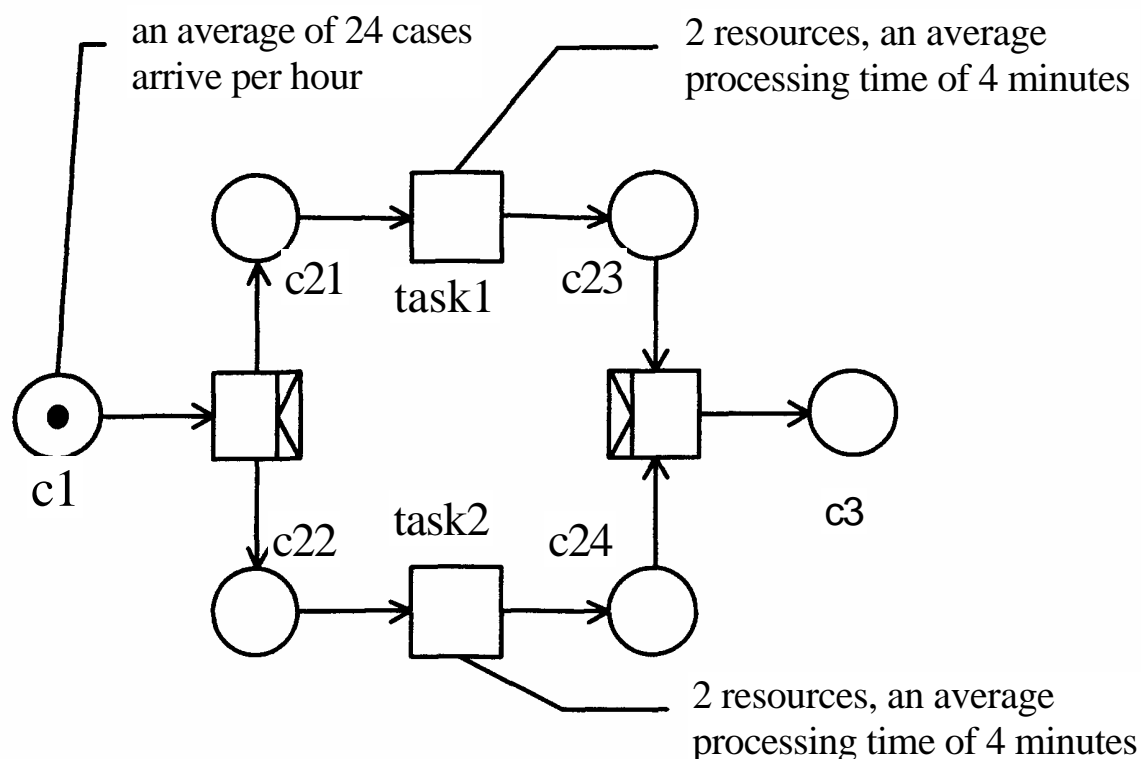 an average of 24 cases
arrive per hour
2 resources, an average
processing time of 4 minutes
c21
task1
c23
c1
c3
c22
task2
c24
2 resources, an average
processing time of 4 minutes